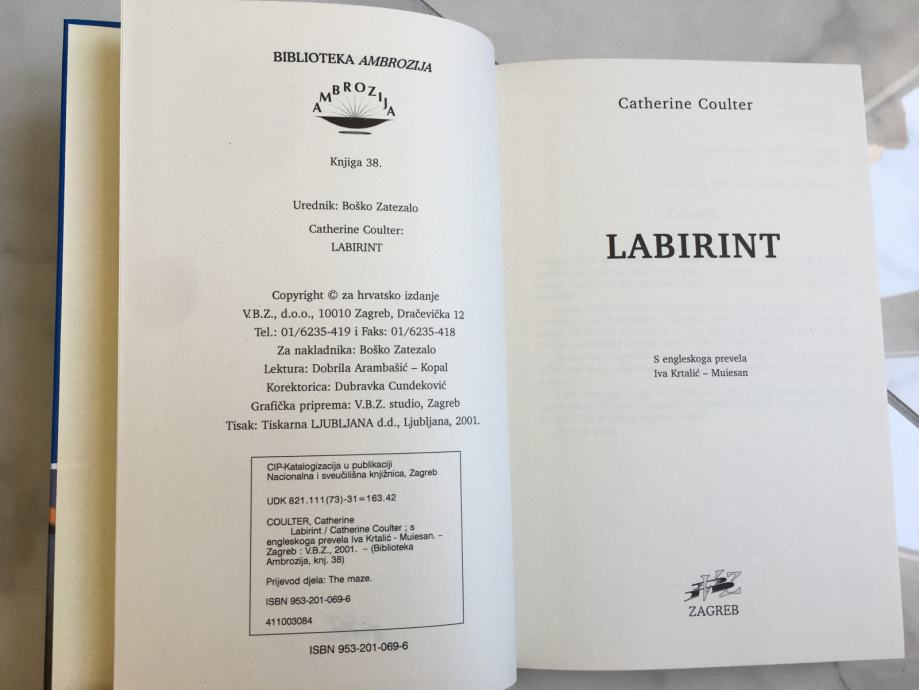 BIBLIOTEKA AMBROZIJA
AMBROZIJA
Knjiga 38.
Urednik: Boško Zatezalo
Catherine Coulter:
LABIRINT
Copyright © za hrvatsko izdanje
V.B.Z., d.o.o., 10010 Zagreb, Dračevička 12
Tel.: 01/6235-419 i Faks: 01/6235-418
Za nakladnika: Boško Zatezalo
Lektura: Dobrila Arambašić – Kopal
Korektorica: Dubravka Cundeković
Grafička priprema: V.B.Z. studio, Zagreb
Tisak: Tiskarna LJUBLJANA d.d., Ljubljana, 2001.
CIP-Katalogizacija u publikaciji
Nacionalna i sveučilišna knjižnica, Zagreb
UDK 821.111(73)-31=163.42
COULTER, Catherine
Labirint / Catherine Coulter ; s
engleskoga prevela Iva Krtalić - Muiesan. –
Zagreb : V.B.Z., 2001. – (Biblioteka
Ambrozija, knj. 38)
Prijevod djela: The maze.
ISBN 953-201-069-6
411003084
ISBN 953-201-069-6
Catherine Coulter
LABIRINT
S engleskoga prevela
Iva Krtalić – Muiesan
VBZ
ZAGREB